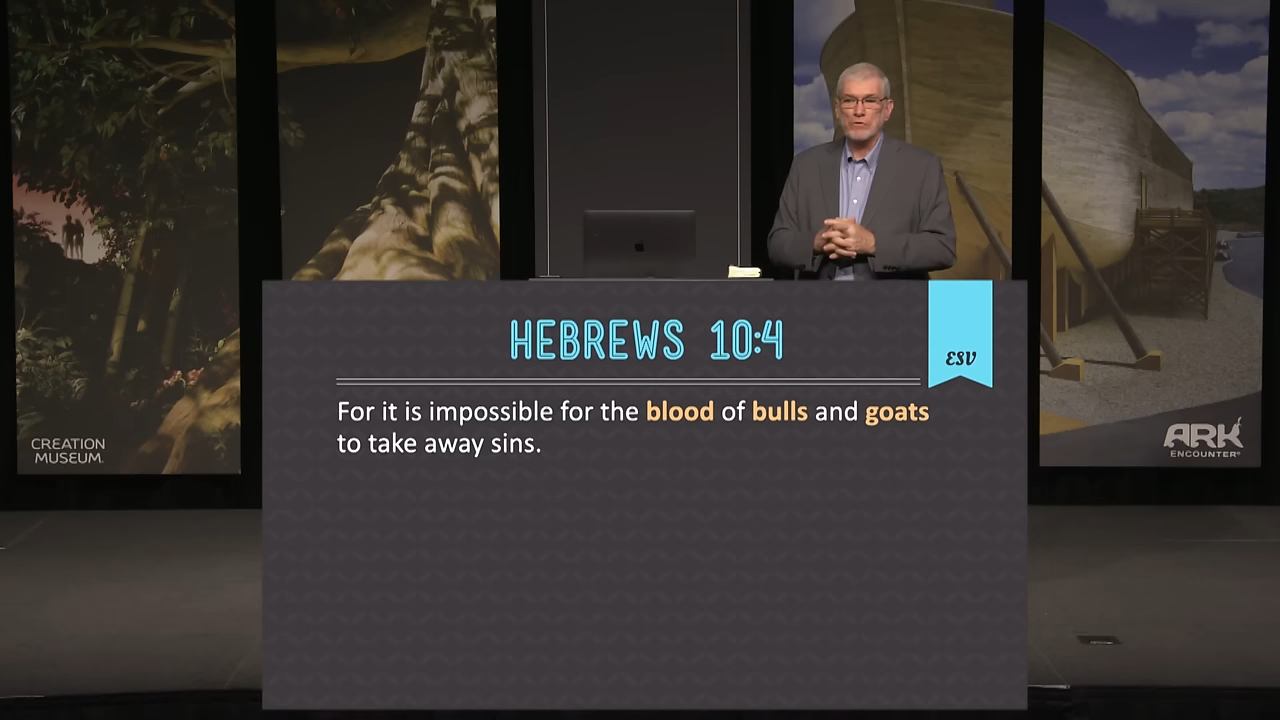 HEBREWS 10:4
ESV
For it is impossible for the blood of bulls and goats
to take away sins.
CREATION
MUSEUM
ARK
ENCOUNTER